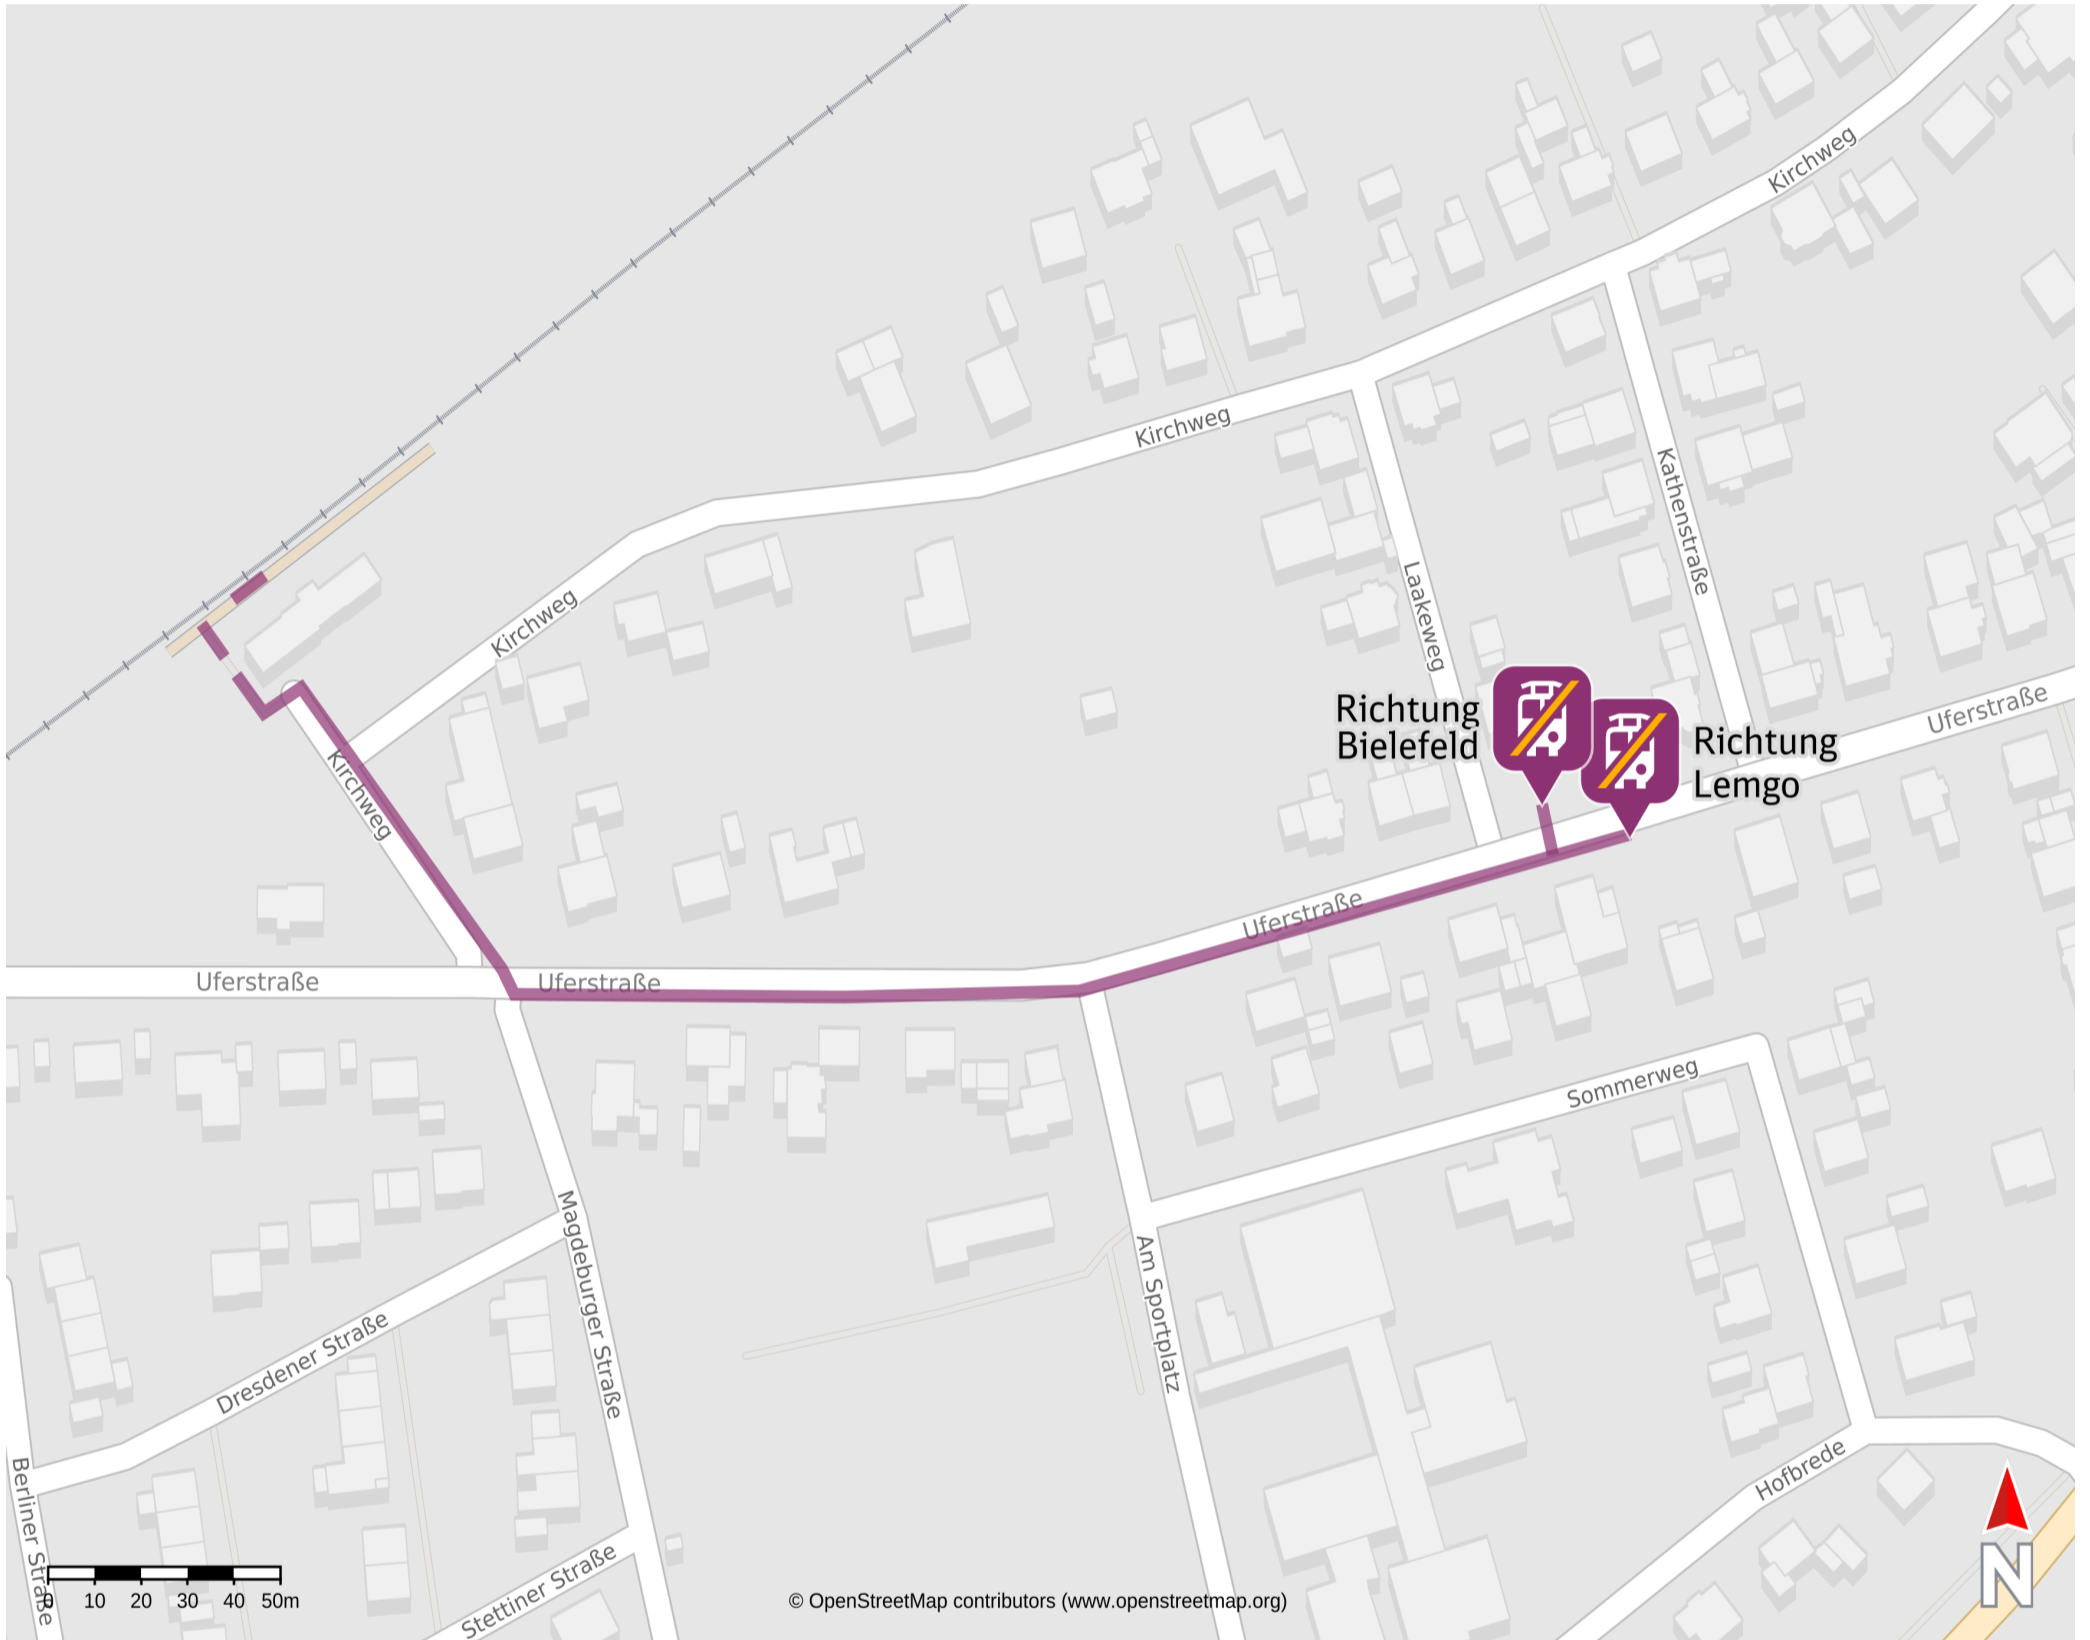 Kirchweg
Kirchweg
Kathenstraße
Laakeweg
Kirchweg
Richtung
Bielefeld
Richtung
Lemgo
Uferstraße
Kirchweg
Uferstraße
Uferstraße
Uferstraße
Sommerweg
Magdeburger Straße
Am Sportplatz
Dresdener Straße
Hofbrede
Berliner Straße
Stettiner Straße
N
0 10 20 30 40 50m
© OpenStreetMap contributors (www.openstreetmap.org)